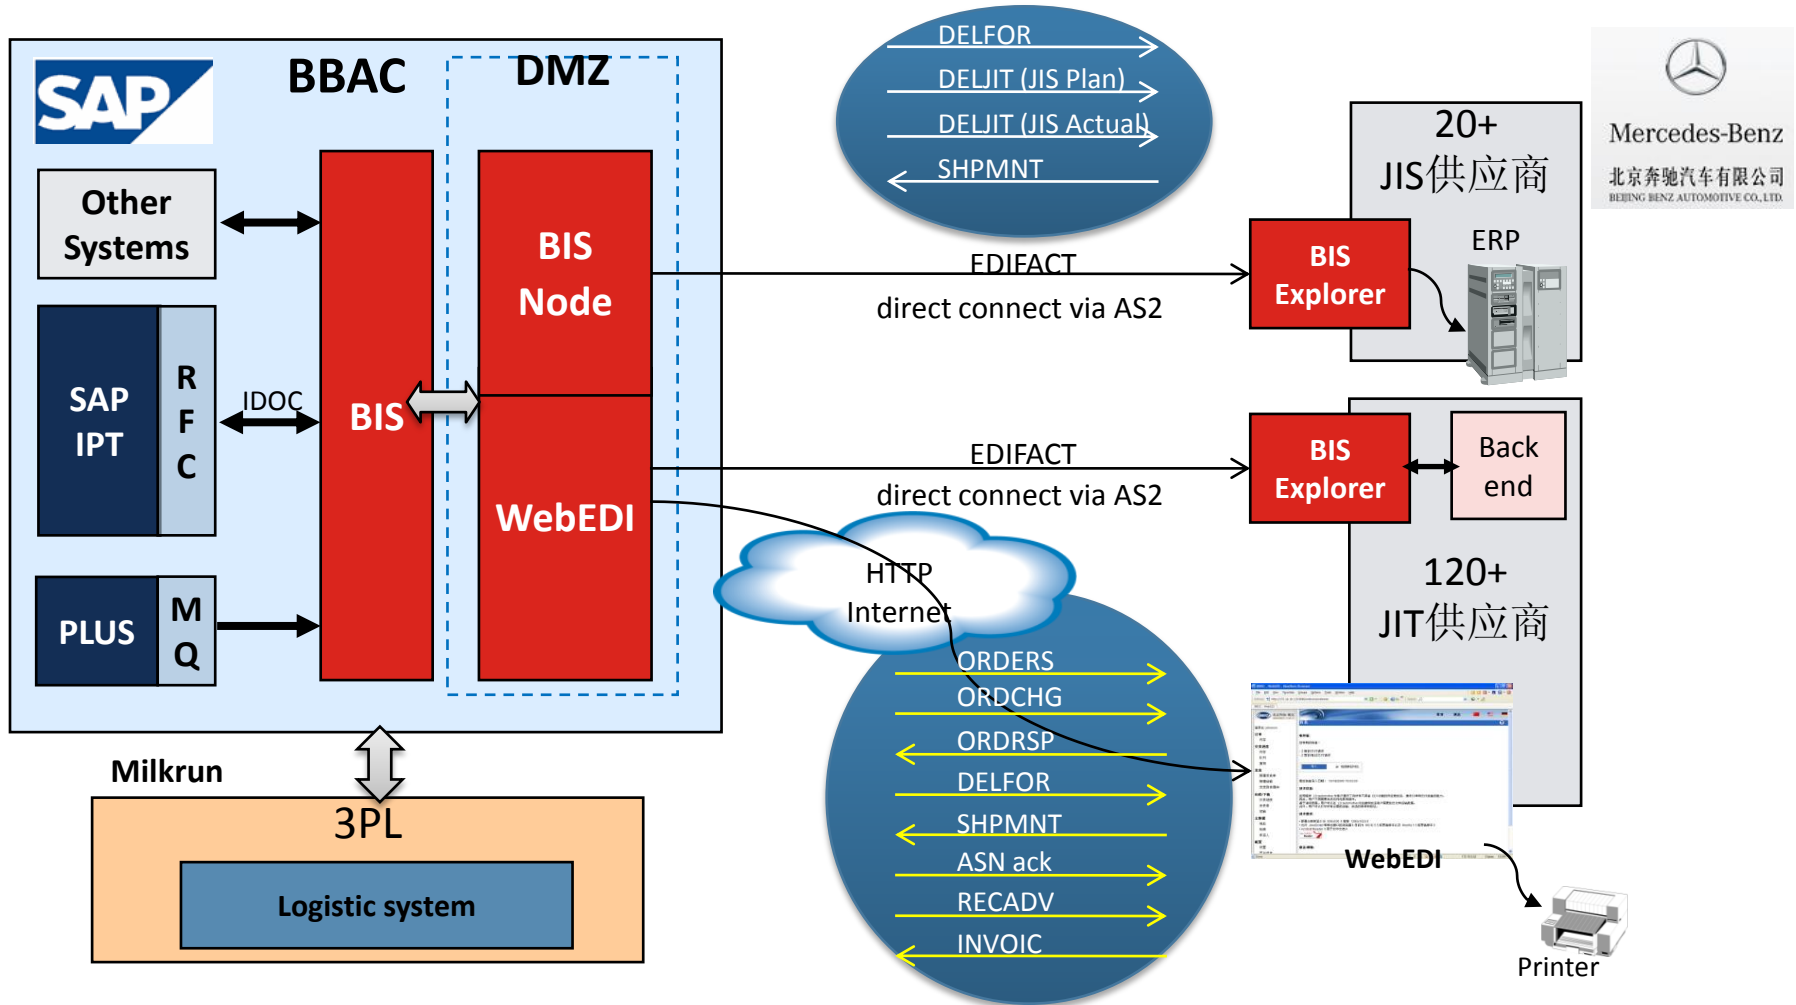 SAP
BBAC
DMZ
Other
Systems
SAP
IPT
R
F
C
IDOC
PLUS
M
Q
BIS
BIS
Node
WebEDI
Milkrun
3PL
Logistic system
DELFOR
DELJIT (JIS Plan)
DELJIT (JIS Actual)
SHPMNT
EDIFACT
direct connect via AS2
EDIFACT
direct connect via AS2
HTTP
Internet
ORDERS
ORDCHG
ORDRSP
DELFOR
SHPMNT
ASN ack
RECADV
INVOIC
20+
JIS供应商
BIS
Explorer
ERP
BIS
Explorer
Back
end
120+
JIT供应商
WebEDI
Printer
Mercedes-Benz
北京奔驰汽车有限公司
BEIJING BENZ AUTOMOTIVE CO., LTD.